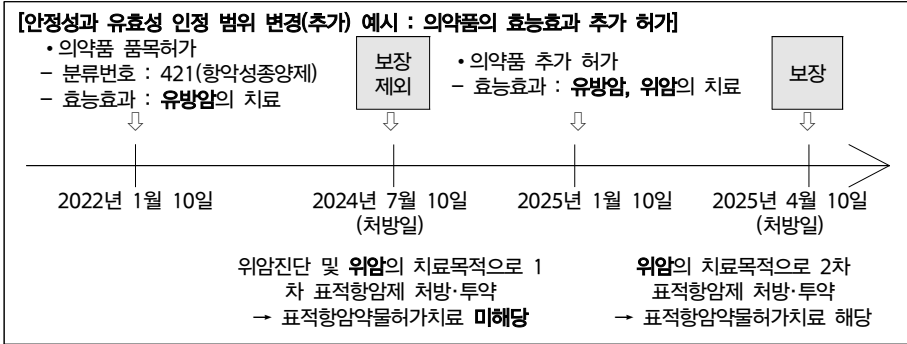 [안정성과 유효성 인정 범위 변경(추가) 예시 : 의약품의 효능효과 추가 허가]
• 의약품 품목허가
– 분류번호 : 421(항악성종양제)
– 효능효과 : 유방암의 치료
보장
제외
• 의약품 추가 허가
– 효능효과 : 유방암, 위암의 치료
보장
2022년 1월 10일
2024년 7월 10일
(처방일)
2025년 1월 10일
2025년 4월 10일
(처방일)
위암진단 및 위암의 치료목적으로 1
차 표적항암제 처방·투약
→ 표적항암약물허가치료 미해당
위암의 치료목적으로 2차
표적항암제 처방·투약
→ 표적항암약물허가치료 해당